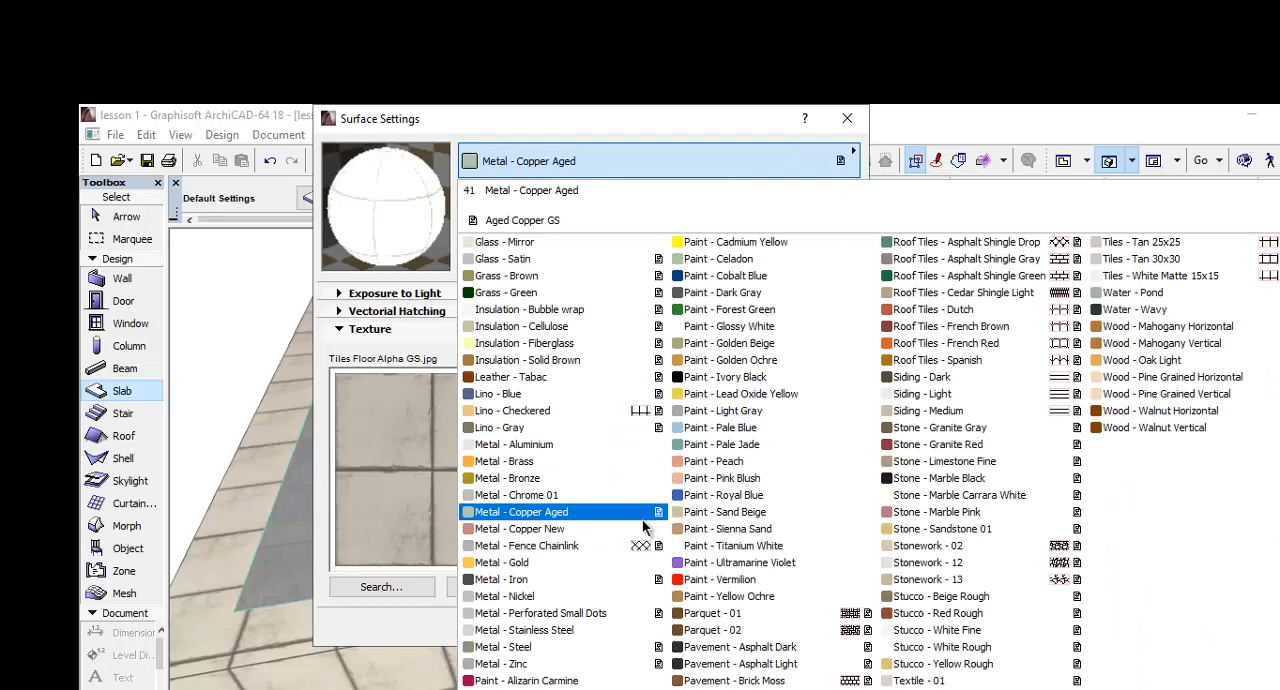 lesson 1 - Graphisoft ArchiCAD-64 18 - [les
File Edit View Design Document
Toolbox
Select
Arrow
Marquee
Design
Wall
Door
Window
Column
Beam
Slab
Stair
Roof
Shell
Skylight
Curtain...
Morph
Object
Zone
Mesh
Document
Dimension
Level Di...
Text
Default Settings
Surface Settings
?
Metal - Copper Aged
41 Metal - Copper Aged
Aged Copper GS
Exposure to Light
Vectorial Hatching
Texture
Tiles FloorAlpha GS.jpg
Search...
Go
Glass - Mirror
Glass - Satin
Grass - Brown
Grass - Green
Insulation - Bubble wrap
Insulation - Cellulose
Insulation - Fiberglass
Insulation - Solid Brown
Leather - Tabac
Lino - Blue
Lino - Checkered
Lino - Gray
Metal - Aluminium
Metal - Brass
Metal - Bronze
Metal - Chrome 01
Metal - Copper Aged
Metal - Copper New
Metal - Fence Chainlink
Metal - Gold
Metal - Iron
Metal - Nickel
Metal - Perforated Small Dots
Metal - Stainless Steel
Metal - Steel
Metal - Zinc
Paint - Alizarin Carmine
Paint - Cadmium Yellow
Paint - Celadon
Paint - Cobalt Blue
Paint - Dark Gray
Paint - Forest Green
Paint - Glossy White
Paint - Golden Beige
Paint - Golden Ochre
Paint - Ivory Black
Paint - Lead Oxide Yellow
Paint - Light Gray
Paint - Pale Blue
Paint - Pale Jade
Paint - Peach
Paint - Pink Blush
Paint - Royal Blue
Paint - Sand Beige
Paint - Sienna Sand
Paint - Titanium White
Paint - Ultramarine Violet
Paint - Vermilion
Paint - Yellow Ochre
Parquet - 01
Parquet - 02
Pavement - Asphalt Dark
Pavement - Asphalt Light
Pavement - Brick Moss
Roof Tiles - Asphalt Shingle Drop
Roof Tiles - Asphalt Shingle Gray
Roof Tiles - Asphalt Shingle Green
Roof Tiles - Cedar Shingle Light
Roof Tiles - Dutch
Roof Tiles - French Brown
Roof Tiles - French Red
Roof Tiles - Spanish
Siding - Dark
Siding - Light
Siding - Medium
Stone - Granite Gray
Stone - Granite Red
Stone - Limestone Fine
Stone - Marble Black
Stone - Marble Carrara White
Stone - Marble Pink
Stone - Sandstone 01
Stonework - 02
Stonework - 12
Stonework - 13
Stucco - Beige Rough
Stucco - Red Rough
Stucco - White Fine
Stucco - White Rough
Stucco - Yellow Rough
Textile - 01
Tiles - Tan 25x25
Tiles - Tan 30x30
Tiles - White Matte 15x15
Water - Pond
Water - Wavy
Wood - Mahogany Horizontal
Wood - Mahogany Vertical
Wood - Oak Light
Wood - Pine Grained Horizontal
Wood - Pine Grained Vertical
Wood - Walnut Horizontal
Wood - Walnut Vertical